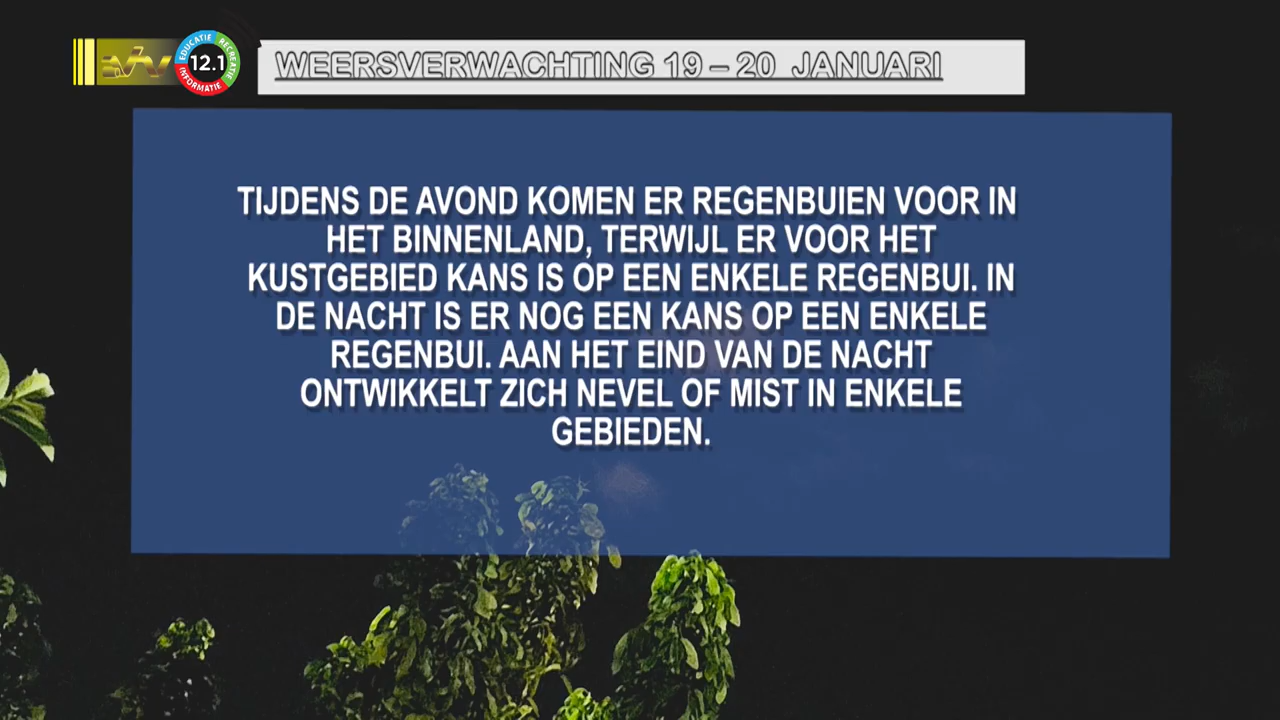 EDUCATIE
RECREATIE
INFORMATIE
12.1
WEERSVERWACHTING 19 – 20 JANUARI
TIJDENS DE AVOND KOMEN ER REGENBUIEN VOOR IN
HET BINNENLAND, TERWIJL ER VOOR HET
KUSTGEBIED KANS IS OP EEN ENKELE REGENBUI. IN
DE NACHT IS ER NOG EEN KANS OP EEN ENKELE
REGENBUI. AAN HET EIND VAN DE NACHT
ONTWIKKELT ZICH NEVEL OF MIST IN ENKELE
GEBIEDEN.